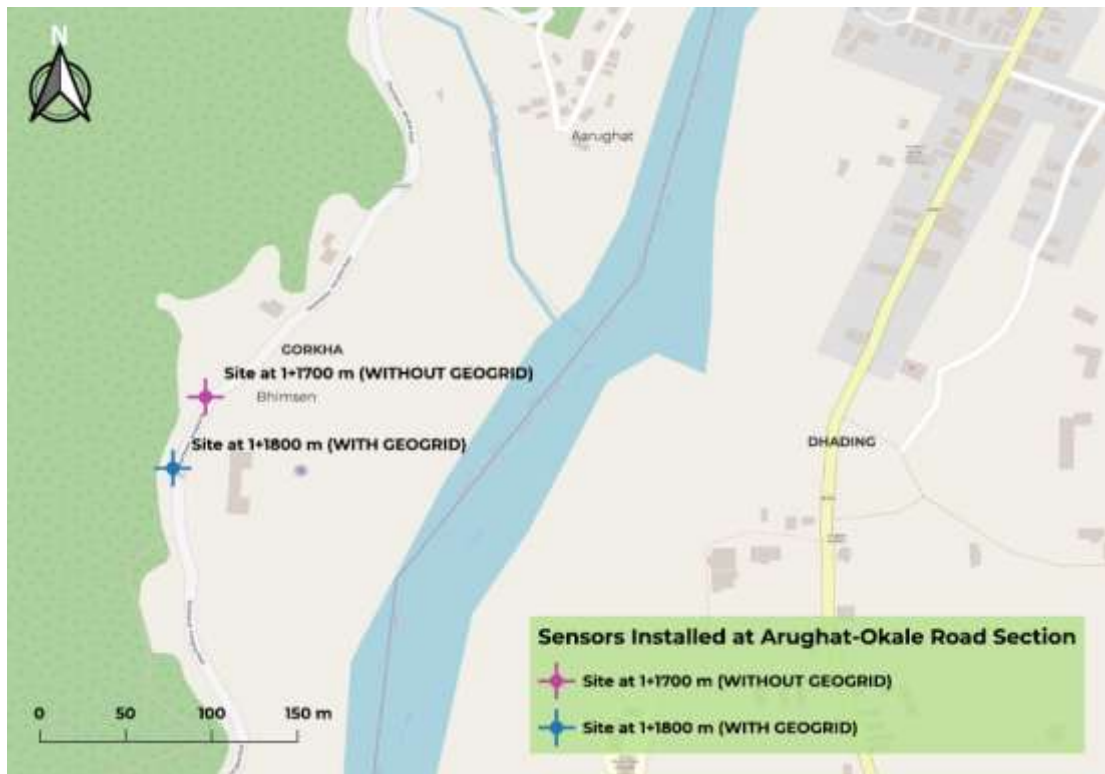 N
Aarughat
GORKHA
Site at 1+1700 m (WITHOUT GEOGRID)
Bhimsen
Site at 1+1800 m (WITH GEOGRID)
DHADING
Sensors Installed at Arughat-Okale Road Section
Site at 1+1700 m (WITHOUT GEOGRID)
Site at 1+1800 m (WITH GEOGRID)
0 50 100 150 m